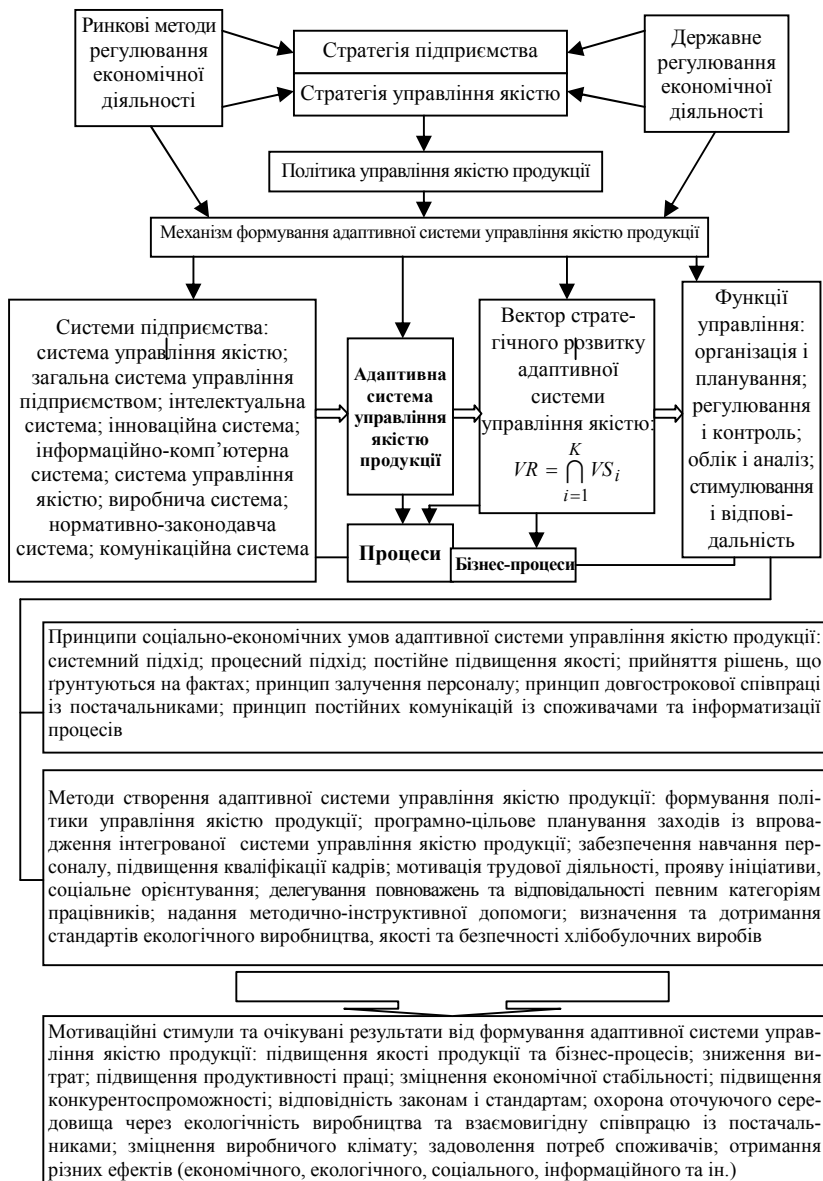 Ринкові методи
регулювання
економічної
діяльності
Стратегія підприємства
Стратегія управління якістю
Державне
регулювання
економічної
діяльності
Політика управління якістю продукції
Механізм формування адаптивної системи управління якістю продукції
Системи підприємства:
система управління якістю;
загальна система управління
підприємством; інтелектуальна
система; інноваційна система;
інформаційно-комп’ютерна
система; система управління
якістю; виробнича система;
нормативно-законодавча
система; комунікаційна система
Адаптивна
система
управління
якістю
продукції
Вектор страте-
гічного розвитку
адаптивної
системи
управління якістю:
K
VR = ⋂ VS_i
i=1
Функції
управління:
організація і
планування;
регулювання
і контроль;
облік і аналіз;
стимулювання
і відпові-
дальність
Процеси
Бізнес-процеси
Принципи соціально-економічних умов адаптивної системи управління якістю продукції:
системний підхід; процесний підхід; постійне підвищення якості; прийняття рішень, що
ґрунтуються на фактах; принцип залучення персоналу; принцип довгострокової співпраці
із постачальниками; принцип постійних комунікацій із споживачами та інформатизації
процесів
Методи створення адаптивної системи управління якістю продукції: формування полі-
тики управління якістю продукції; програмно-цільове планування заходів із впрова-
дження інтегрованої системи управління якістю продукції; забезпечення навчання пер-
соналу, підвищення кваліфікації кадрів; мотивація трудової діяльності, прояву ініціативи,
соціальне орієнтування; делегування повноважень та відповідальності певним категоріям
працівників; надання методично-інструктивної допомоги; визначення та дотримання
стандартів екологічного виробництва, якості та безпечності хлібобулочних виробів
Мотиваційні стимули та очікувані результати від формування адаптивної системи управ-
ління якістю продукції: підвищення якості продукції та бізнес-процесів; зниження ви-
трат; підвищення продуктивності праці; зміцнення економічної стабільності; підвищення
конкурентоспроможності; відповідність законам і стандартам; охорона оточуючого сере-
довища через екологічність виробництва та взаємовигідну співпрацю із постачаль-
никами; зміцнення виробничого клімату; задоволення потреб споживачів; отримання
різних ефектів (економічного, екологічного, соціального, інформаційного та ін.)